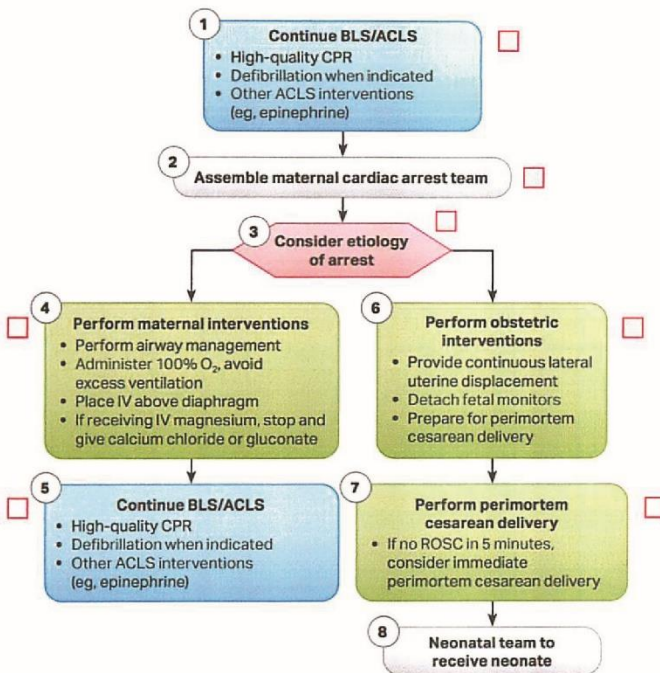 1
Continue BLS/ACLS
• High-quality CPR
• Defibrillation when indicated
• Other ACLS interventions
(eg, epinephrine)
2
Assemble maternal cardiac arrest team
3
Consider etiology
of arrest
4
Perform maternal interventions
• Perform airway management
• Administer 100% O₂, avoid
excess ventilation
• Place IV above diaphragm
• If receiving IV magnesium, stop and
give calcium chloride or gluconate
5
Continue BLS/ACLS
• High-quality CPR
• Defibrillation when indicated
• Other ACLS interventions
(eg, epinephrine)
6
Perform obstetric
interventions
• Provide continuous lateral
uterine displacement
• Detach fetal monitors
• Prepare for perimortem
cesarean delivery
7
Perform perimortem
cesarean delivery
• If no ROSC in 5 minutes,
consider immediate
perimortem cesarean delivery
8
Neonatal team to
receive neonate